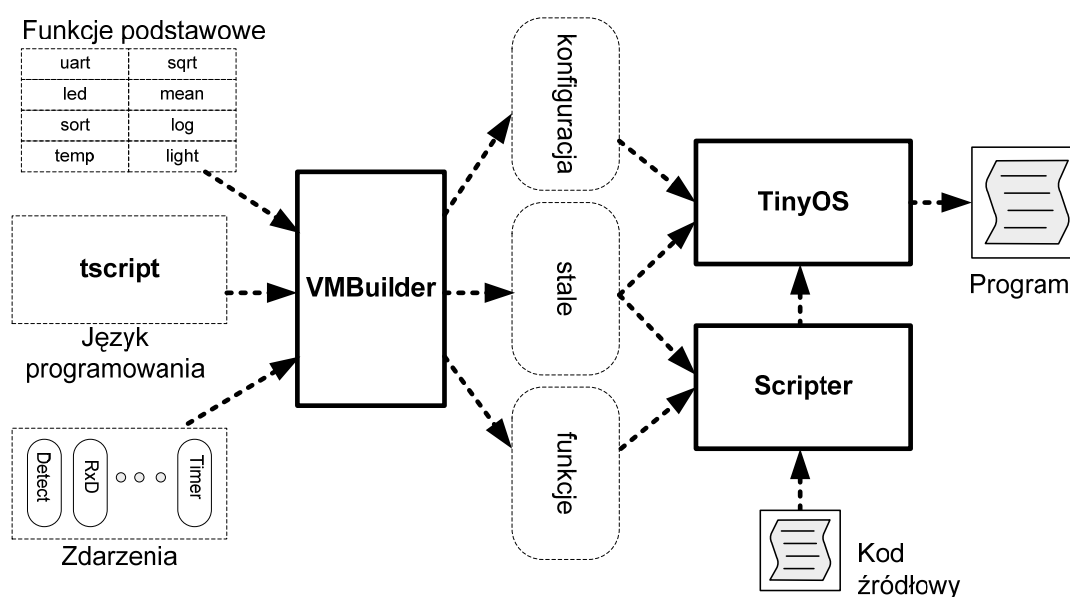 Funkcje podstawowe
uart sqrt
led mean
sort log
temp light
tscript
Język
programowania
Detect
RxD
Timer
Zdarzenia
VMBuilder
konfiguracja
stale
funkcje
TinyOS
Scripter
Program
Kod
źródłowy